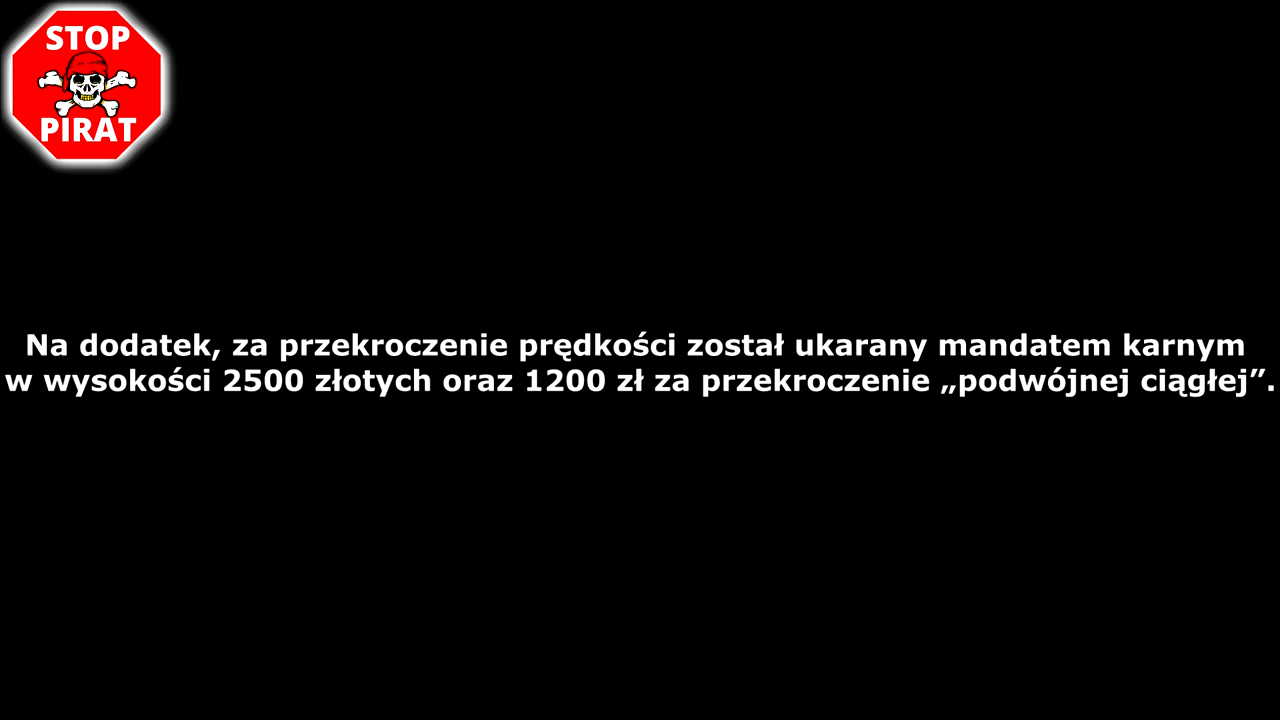 STOP
PIRAT
Na dodatek, za przekroczenie prędkości został ukarany mandatem karnym
w wysokości 2500 złotych oraz 1200 zł za przekroczenie „podwójnej ciągłej”.